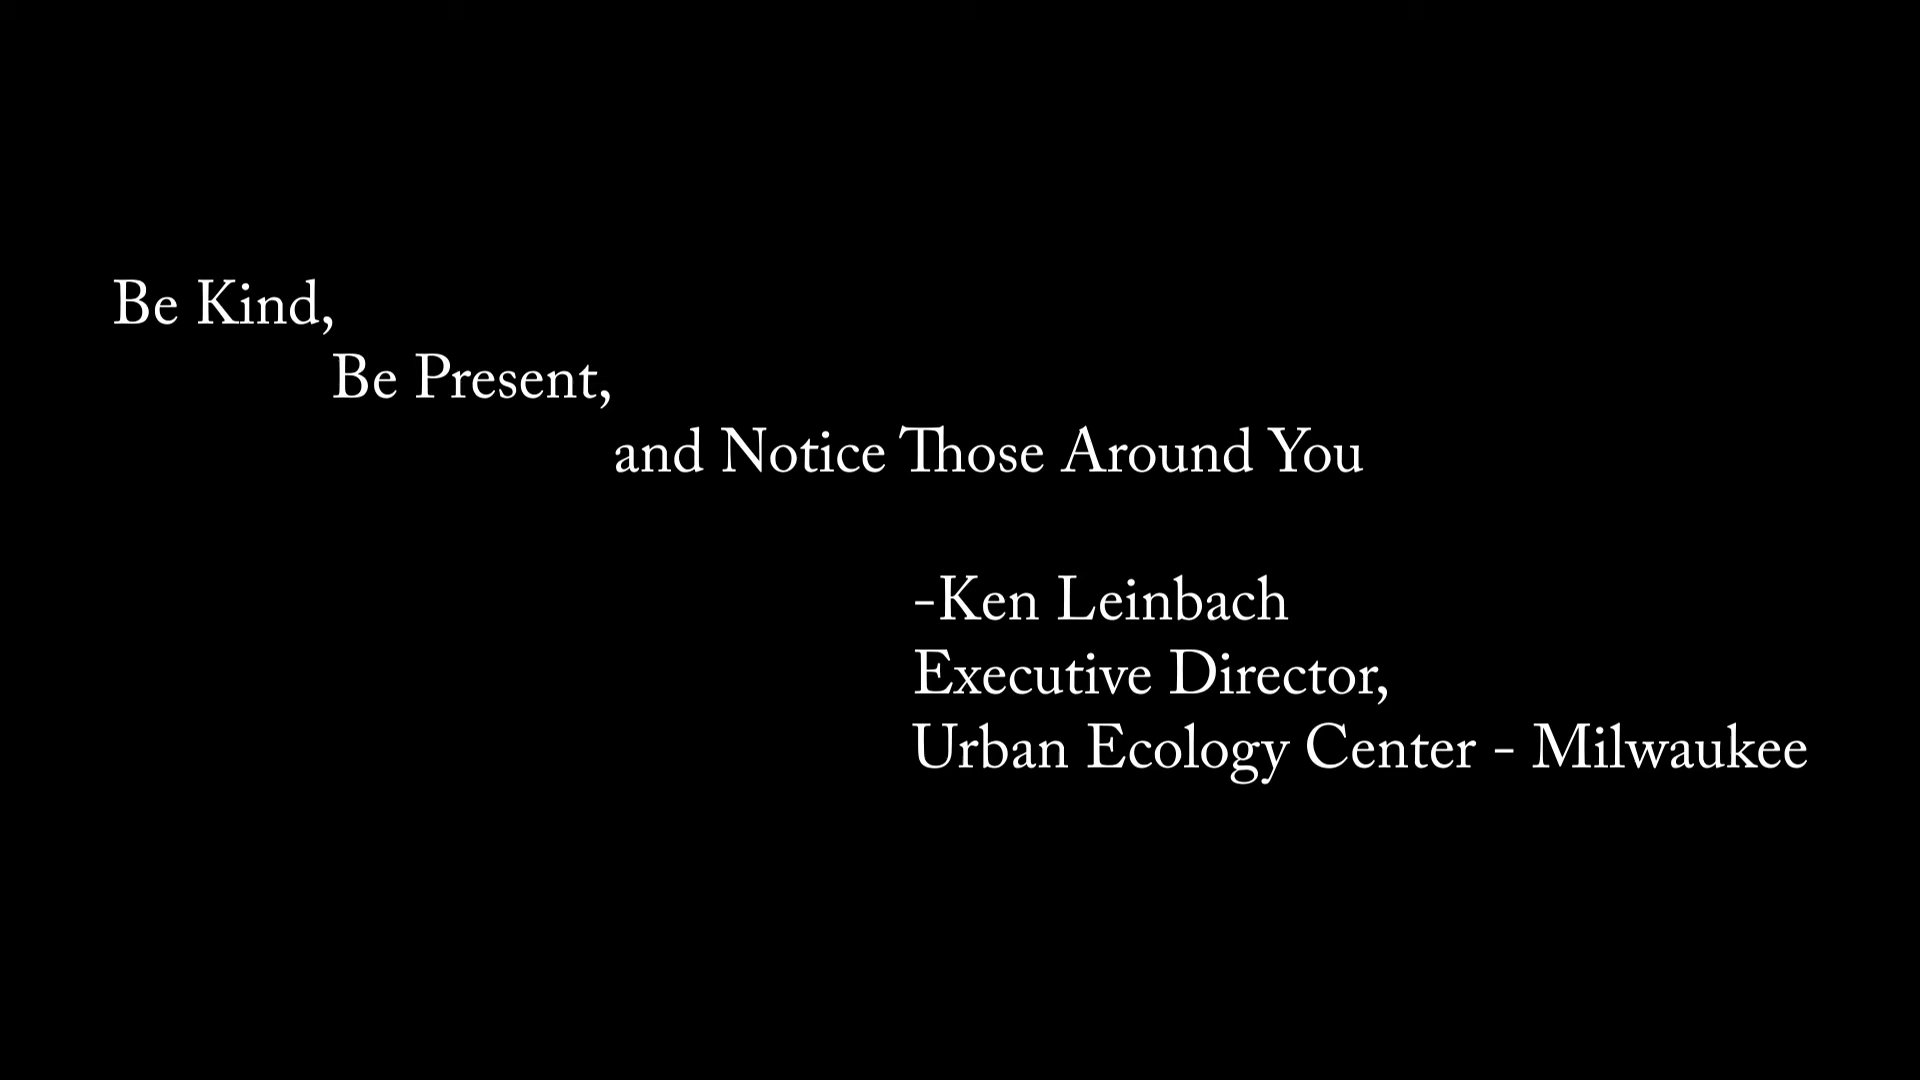 Be Kind,
Be Present,
and Notice Those Around You
-Ken Leinbach
Executive Director,
Urban Ecology Center - Milwaukee